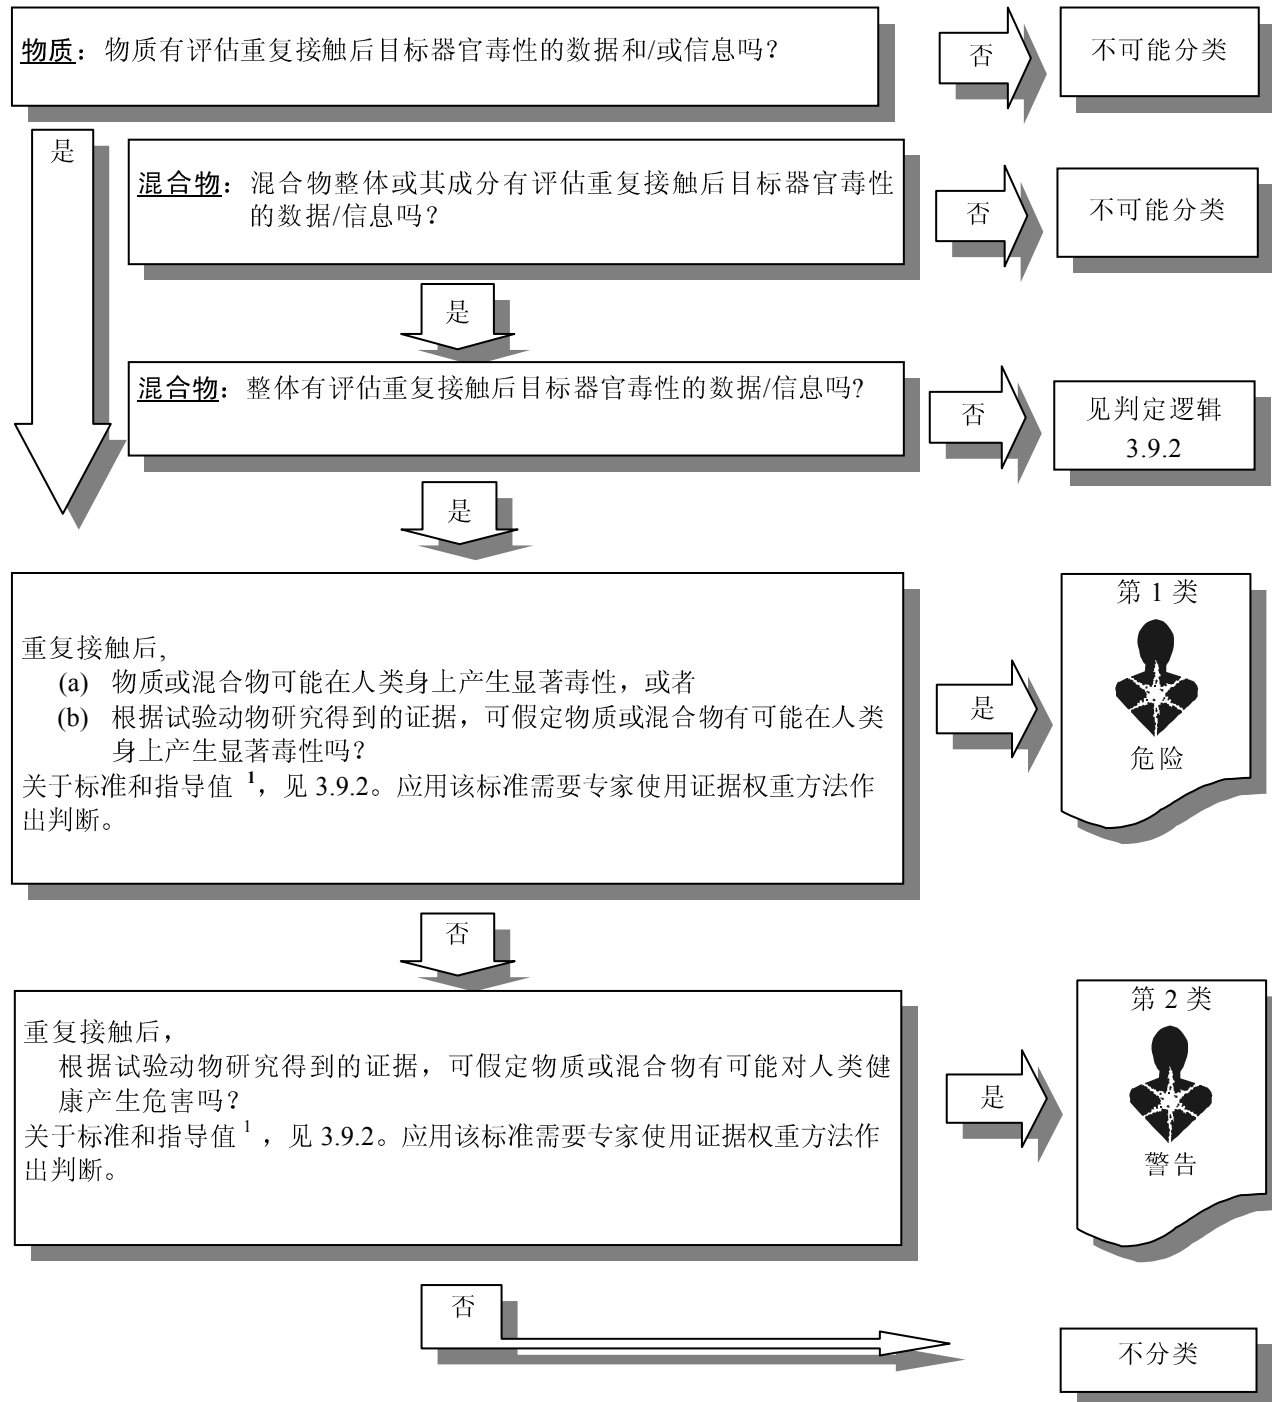 物质：物质有评估重复接触后目标器官毒性的数据和/或信息吗？
否
不可能分类
是
混合物：混合物整体或其成分有评估重复接触后目标器官毒性
的数据/信息吗？
否
不可能分类
是
混合物：整体有评估重复接触后目标器官毒性的数据/信息吗?
否
见判定逻辑
3.9.2
是
重复接触后,
(a) 物质或混合物可能在人类身上产生显著毒性，或者
(b) 根据试验动物研究得到的证据，可假定物质或混合物有可能在人类
身上产生显著毒性吗？
关于标准和指导值 1，见 3.9.2。应用该标准需要专家使用证据权重方法作
出判断。
是
第 1 类
危险
否
重复接触后，
根据试验动物研究得到的证据，可假定物质或混合物有可能对人类健
康产生危害吗？
关于标准和指导值 1 ，见 3.9.2。应用该标准需要专家使用证据权重方法作
出判断。
是
第 2 类
警告
否
不分类